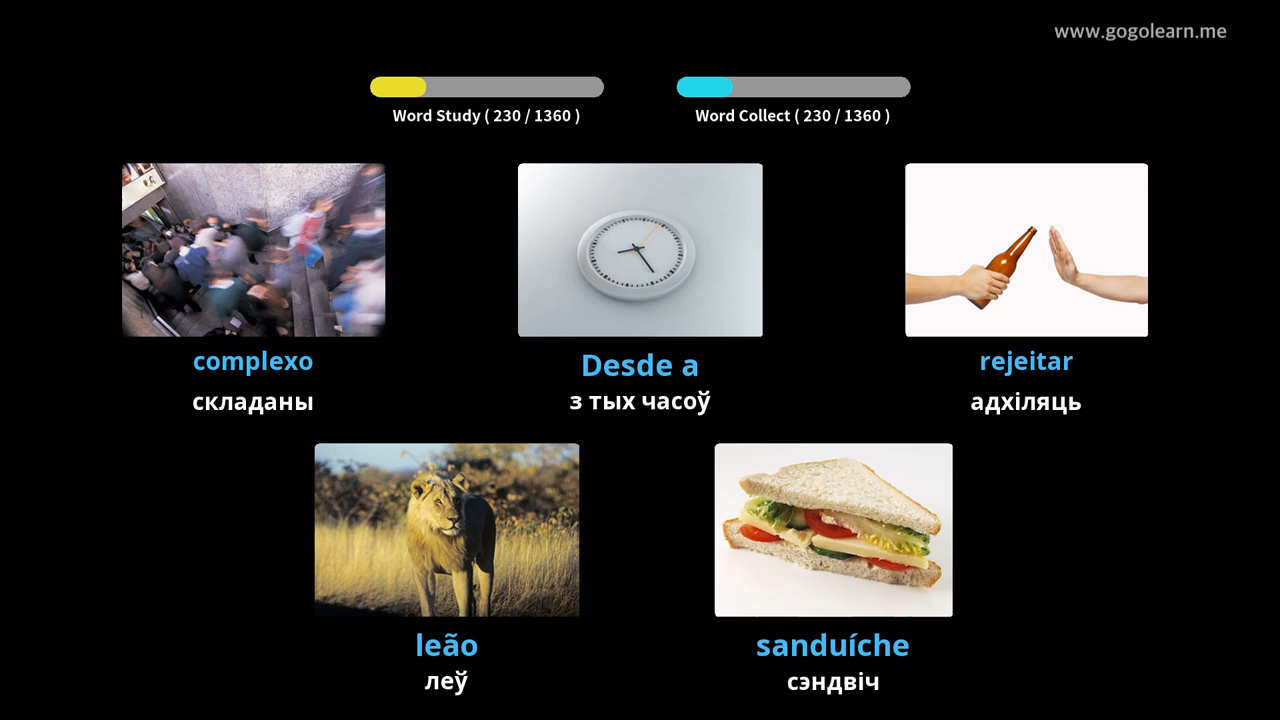 www.gogolearn.me
Word Study ( 230 / 1360 )
Word Collect ( 230 / 1360 )
complexo
складаны
Desde a
з тых часоў
rejeitar
адхіляць
leão
леў
sanduíche
сэндвіч